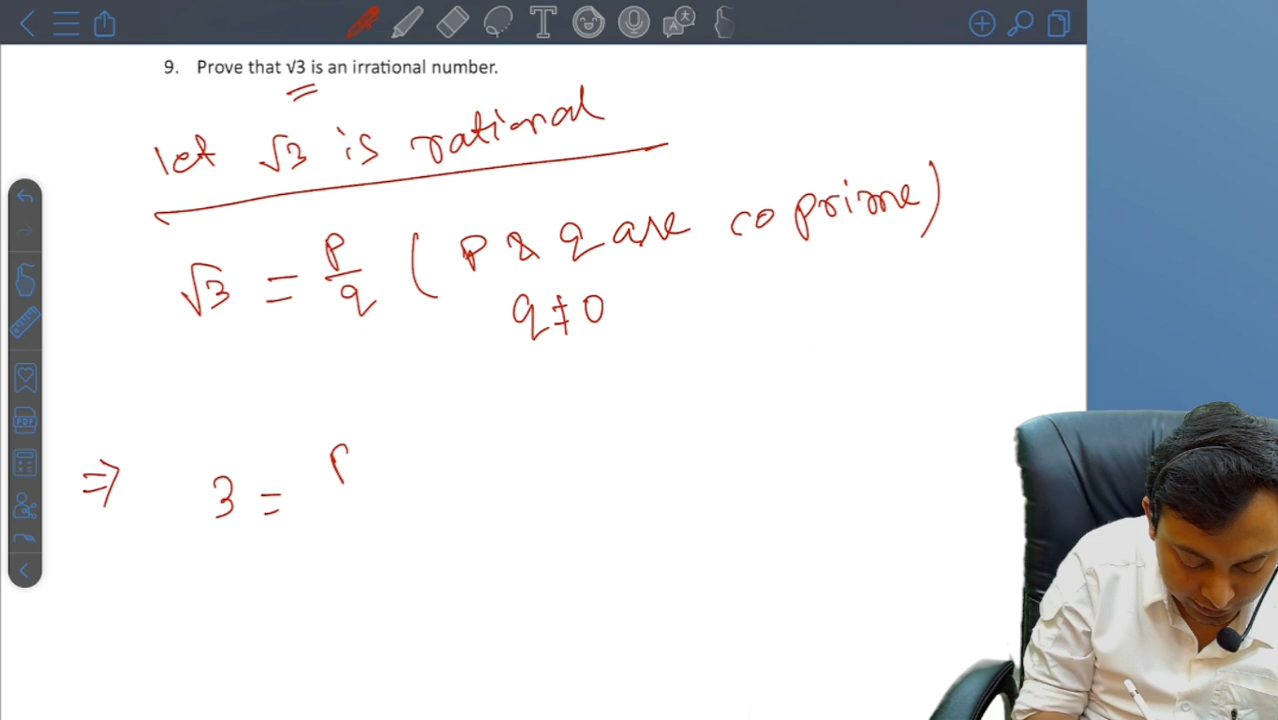 9. Prove that √3 is an irrational number.
let √3 is rational
√3 = p/q ( p & q are co prime )
q ≠ 0
⇒ 3 = p